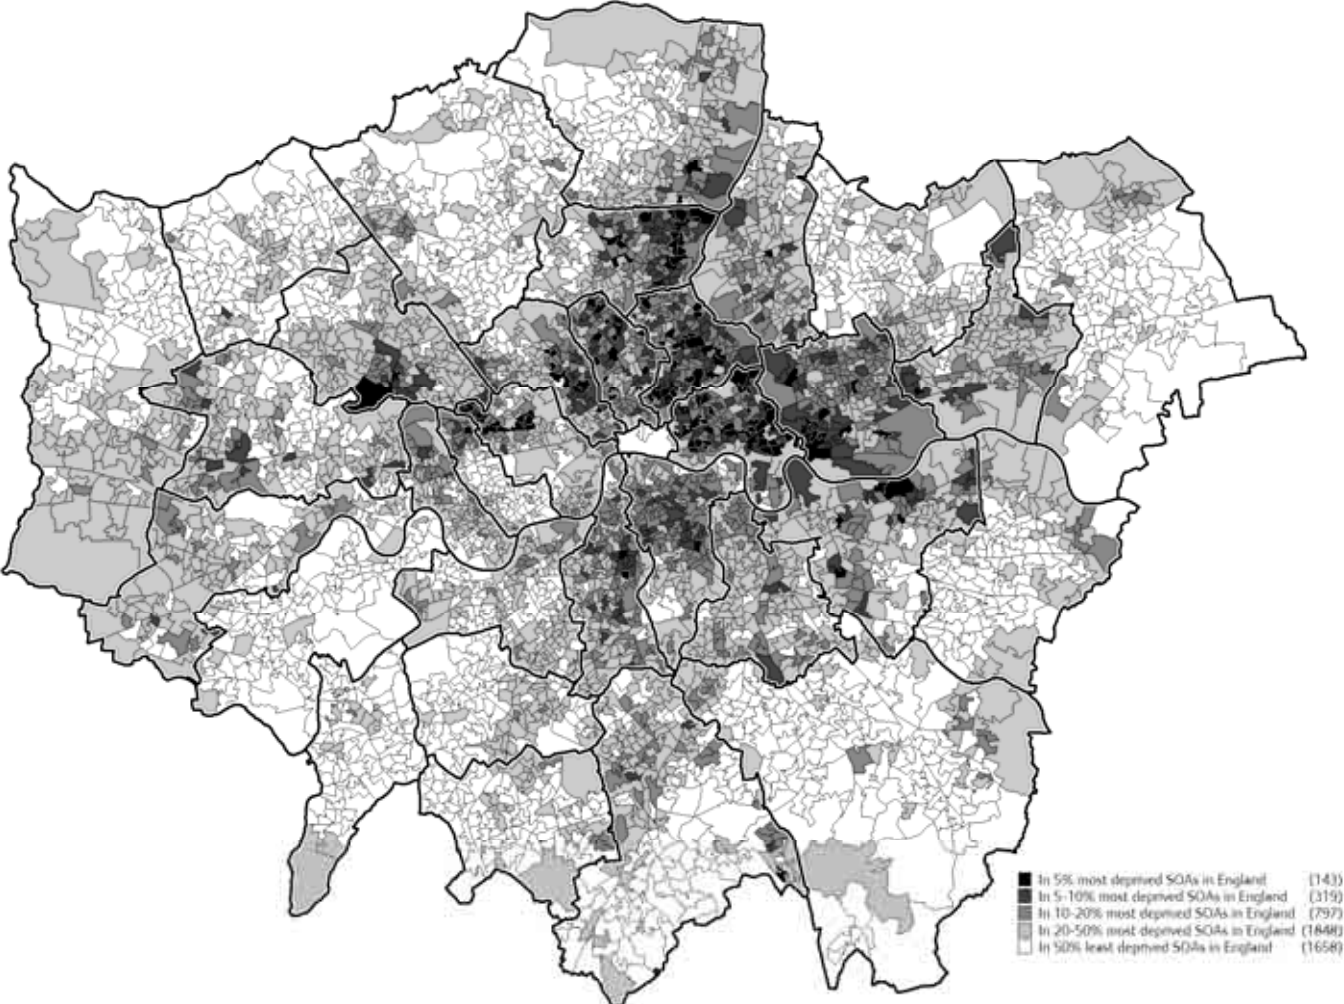 In 5% most deprived SOAs in England (143)
In 5-10% most deprived SOAs in England (319)
In 10-20% most deprived SOAs in England (797)
In 20-50% most deprived SOAs in England (1848)
In 50% least deprived SOAs in England (1658)